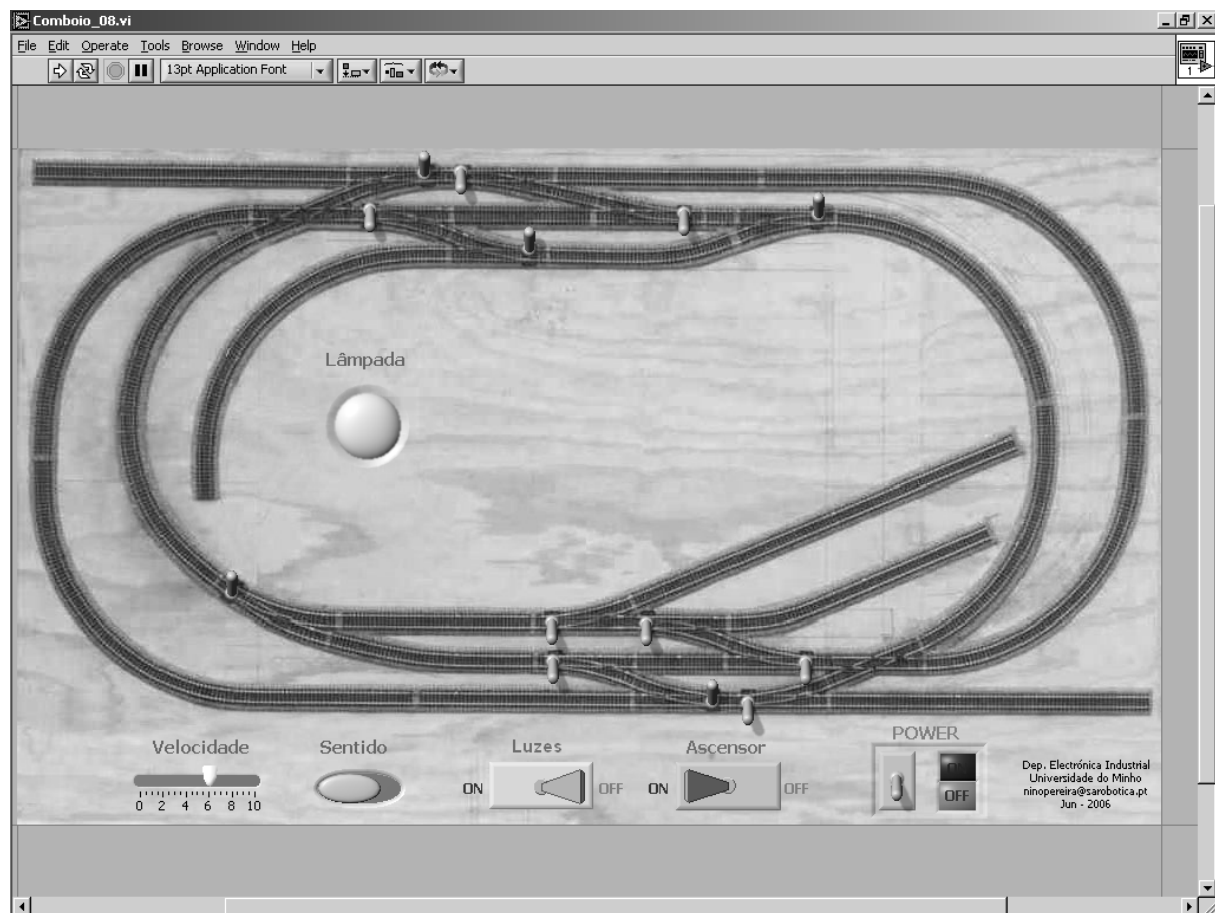 Comboio_08.vi
File Edit Operate Tools Browse Window Help
13pt Application Font
1
Lâmpada
Velocidade
0 2 4 6 8 10
Sentido
Luzes
ON OFF
Ascensor
ON OFF
POWER
OFF
Dep. Electrónica Industrial
Universidade do Minho
ninopereira@sarobotica.pt
Jun - 2006